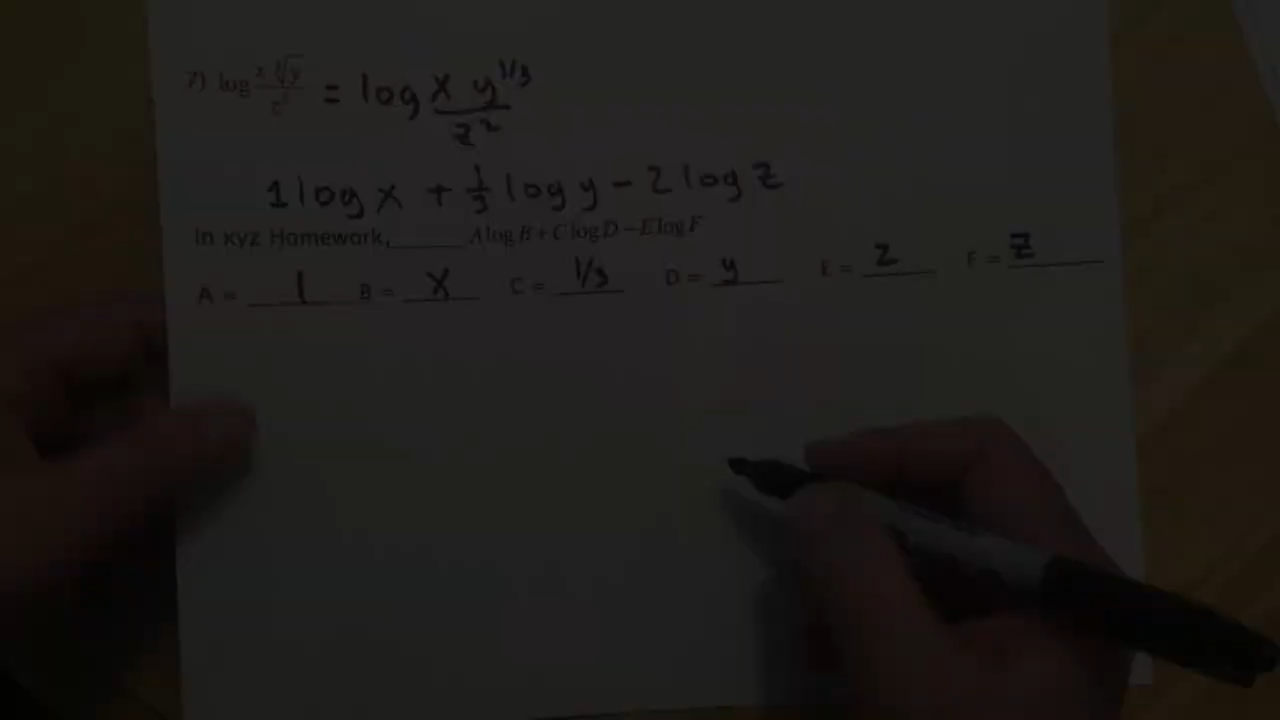 7) log x ∛y / z² = log x y^1/3 / z²
1 log x + 1/3 log y - 2 log z
In xyz Homework,______ A log B + C log D - E log F
A = 1 B = x C = 1/3 D = y E = 2 F = z